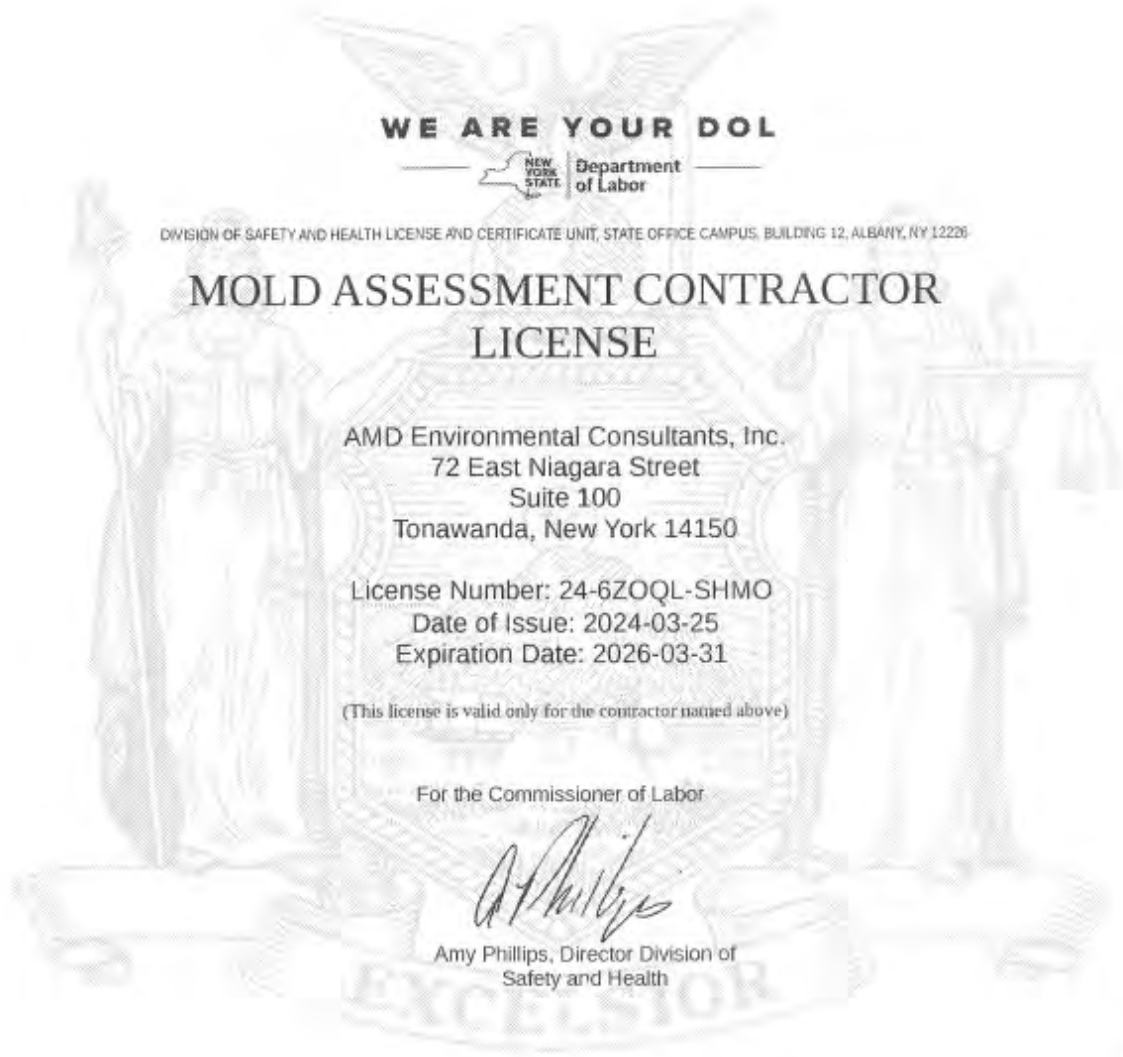 WE ARE YOUR DOL
NEW
YORK
STATE
Department
of Labor
DIVISION OF SAFETY AND HEALTH LICENSE AND CERTIFICATE UNIT, STATE OFFICE CAMPUS, BUILDING 12, ALBANY, NY 12226
MOLD ASSESSMENT CONTRACTOR
LICENSE
AMD Environmental Consultants, Inc.
72 East Niagara Street
Suite 100
Tonawanda, New York 14150
License Number: 24-6ZOQL-SHMO
Date of Issue: 2024-03-25
Expiration Date: 2026-03-31
(This license is valid only for the contractor named above)
For the Commissioner of Labor
A Phillips
Amy Phillips, Director Division of
Safety and Health
EXCELSIOR